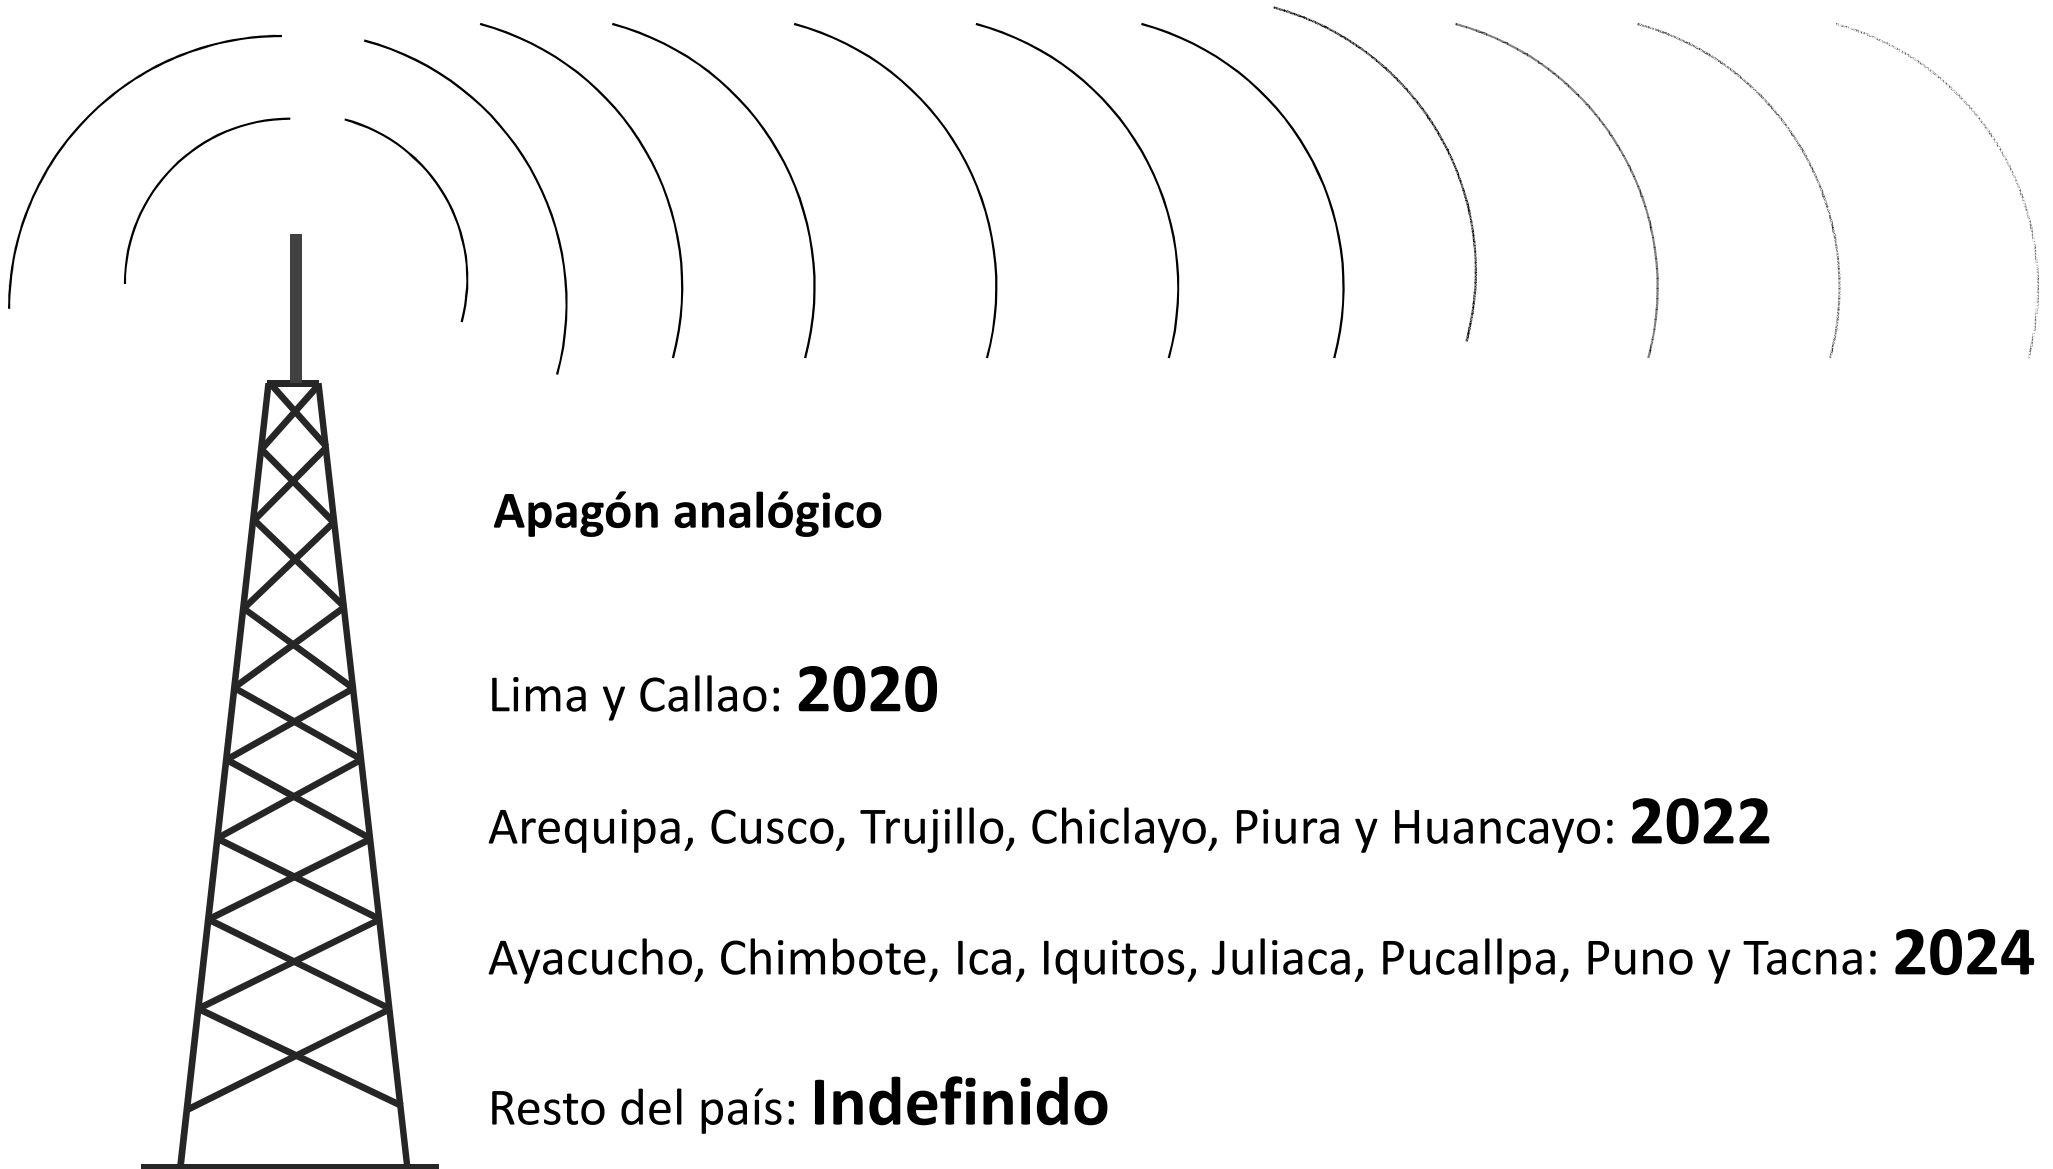 Apagón analógico
Lima y Callao: 2020
Arequipa, Cusco, Trujillo, Chiclayo, Piura y Huancayo: 2022
Ayacucho, Chimbote, Ica, Iquitos, Juliaca, Pucallpa, Puno y Tacna: 2024
Resto del país: Indefinido